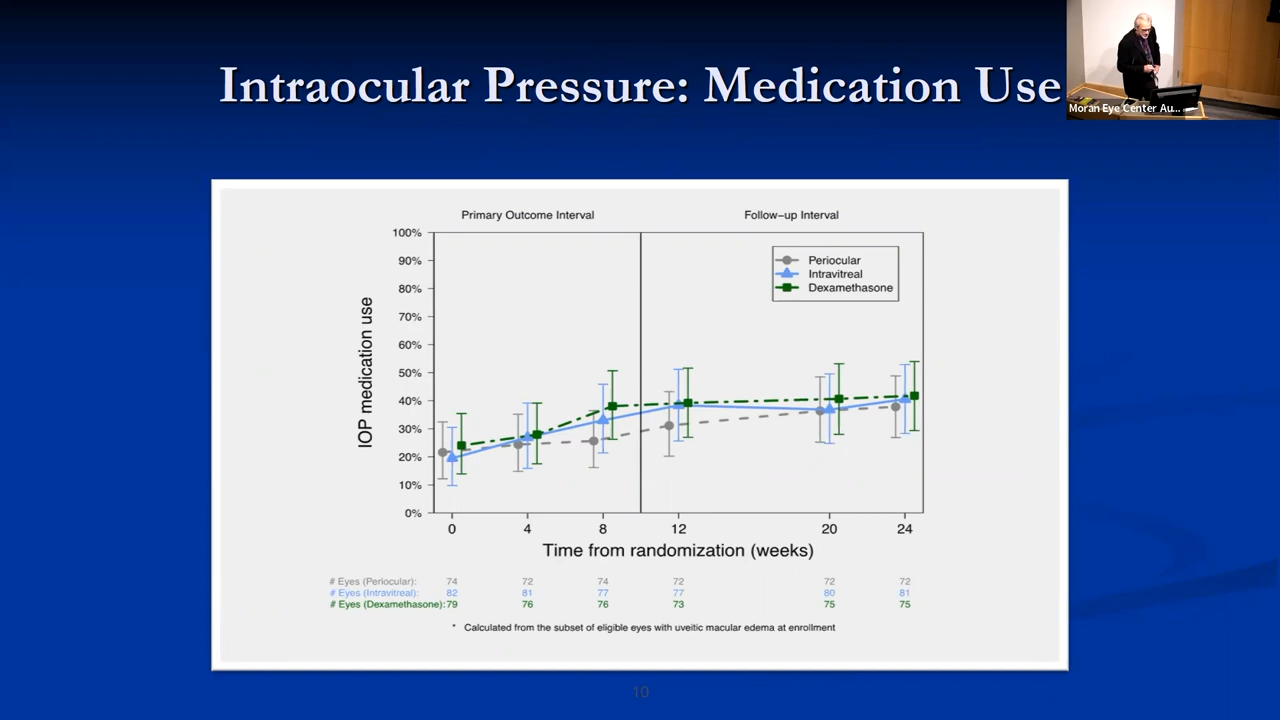 Intraocular Pressure: Medication Use
Moran Eye Center Au...
Primary Outcome Interval
Follow-up Interval
100%
90%
80%
70%
60%
50%
40%
30%
20%
10%
0%
IOP medication use
Periocular
Intravitreal
Dexamethasone
0 4 8 12 20 24
Time from randomization (weeks)
# Eyes (Periocular): 74 72 74 72 72 72
# Eyes (Intravitreal): 82 81 77 77 80 81
# Eyes (Dexamethasone): 79 76 76 73 75 75
* Calculated from the subset of eligible eyes with uveitic macular edema at enrollment
10